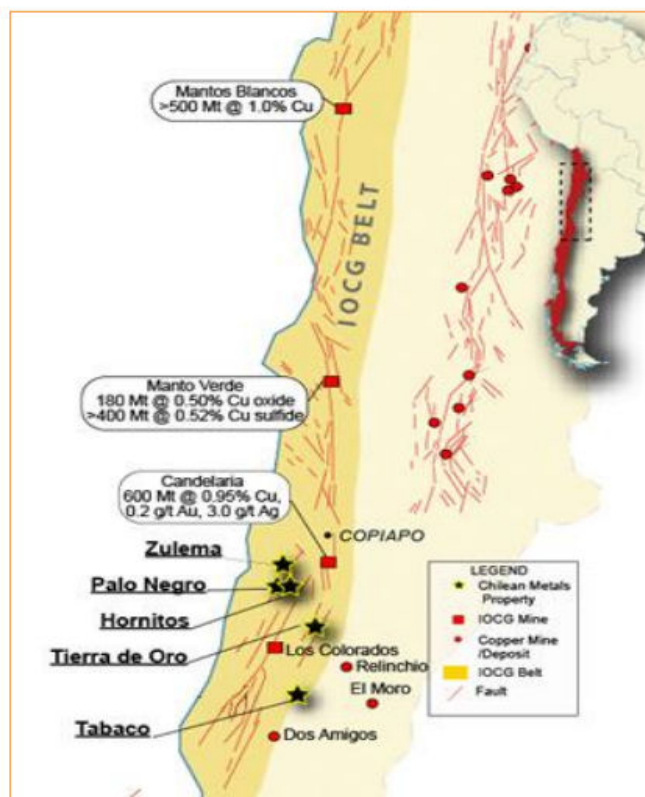 Mantos Blancos
>500 Mt @ 1.0% Cu
IOCG BELT
Manto Verde
180 Mt @ 0.50% Cu oxide
>400 Mt @ 0.52% Cu sulfide
Candelaria
600 Mt @ 0.95% Cu,
0.2 g/t Au, 3.0 g/t Ag
COPIAPO
Zulema
Palo Negro
Hornitos
Tierra de Oro
Los Colorados
Relinchio
El Moro
Tabaco
Dos Amigos
LEGEND
Chilean Metals
Property
IOCG Mine
Copper Mine
/Deposit
IOCG Belt
Fault